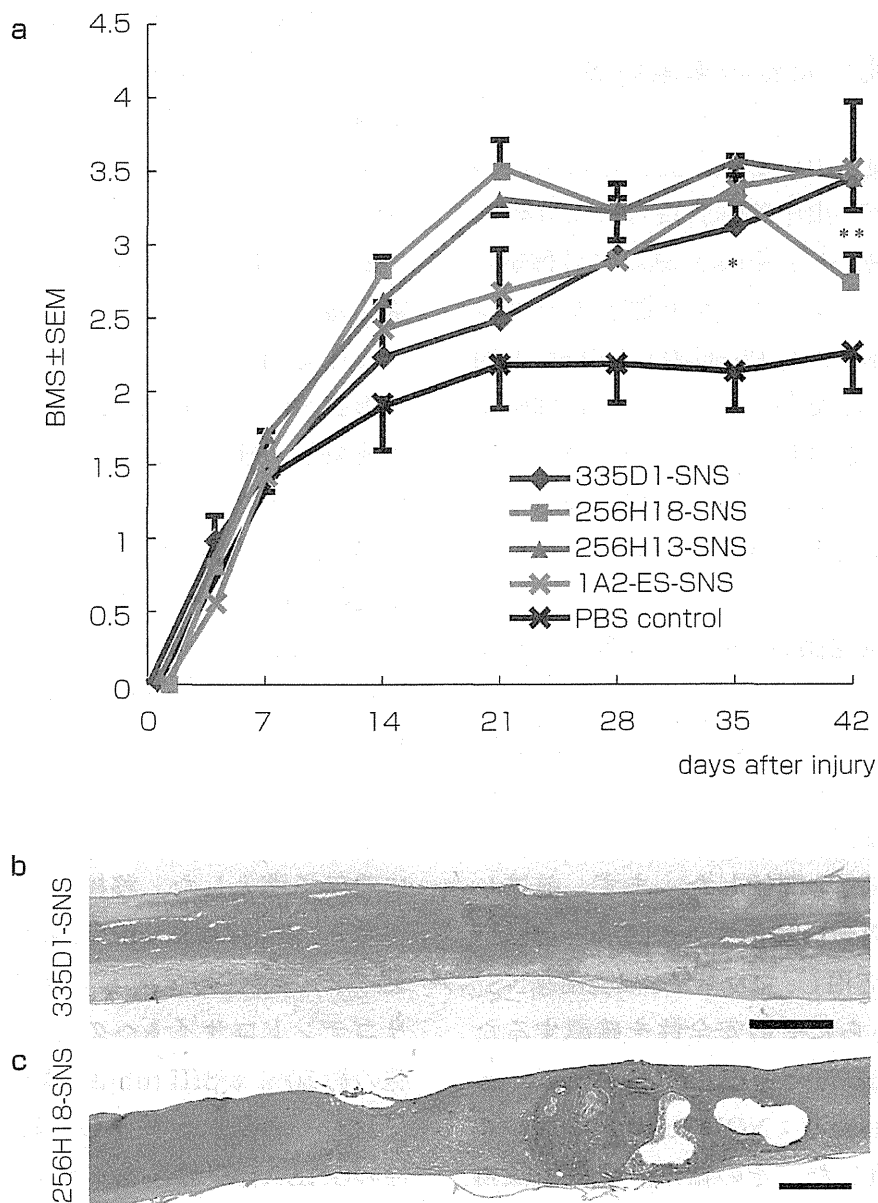 a
4.5
4
3.5
3
2.5
2
1.5
1
0.5
0
BMS±SEM
0 7 14 21 28 35 42
days after injury
*
**
335D1-SNS
256H18-SNS
256H13-SNS
1A2-ES-SNS
PBS control
b
335D1-SNS
c
256H18-SNS